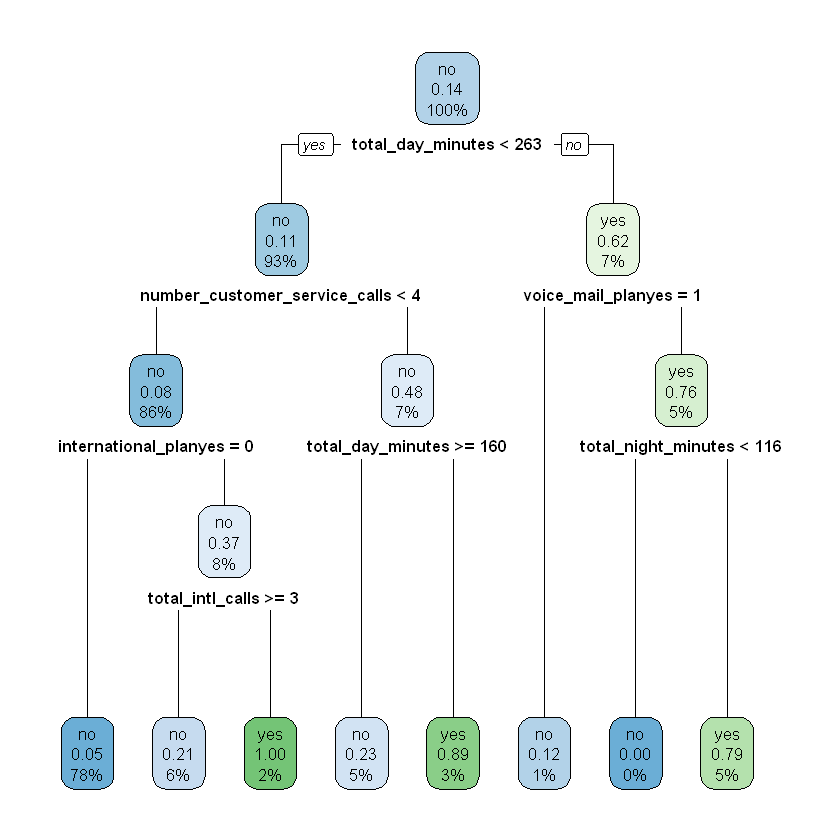 no
0.14
100%
yes total_day_minutes < 263 no
no
0.11
93%
yes
0.62
7%
number_customer_service_calls < 4
voice_mail_planyes = 1
no
0.08
86%
no
0.48
7%
yes
0.76
5%
international_planyes = 0
total_day_minutes >= 160
total_night_minutes < 116
no
0.37
8%
total_intl_calls >= 3
no
0.05
78%
no
0.21
6%
yes
1.00
2%
no
0.23
5%
yes
0.89
3%
no
0.12
1%
no
0.00
0%
yes
0.79
5%